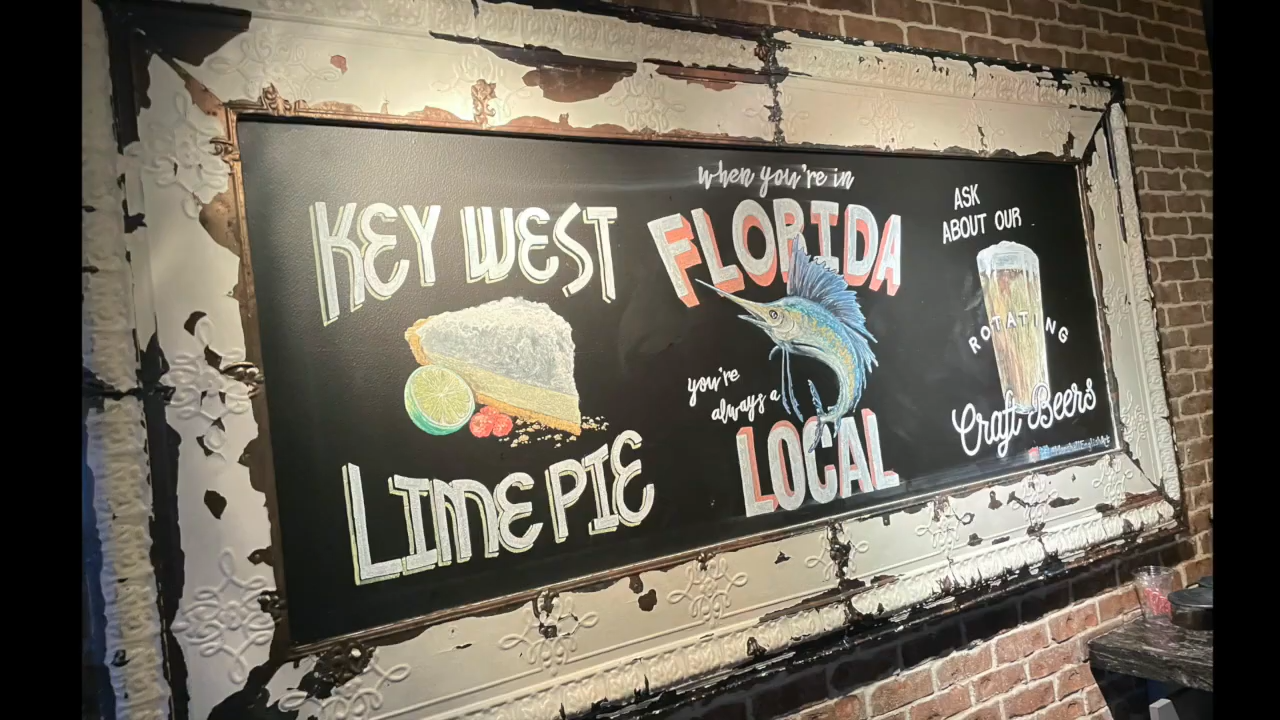 KEY WEST
LIME PIE
when you're in
FLORIDA
you're
always a
LOCAL
ASK
ABOUT OUR
ROTATING
Craft Beers